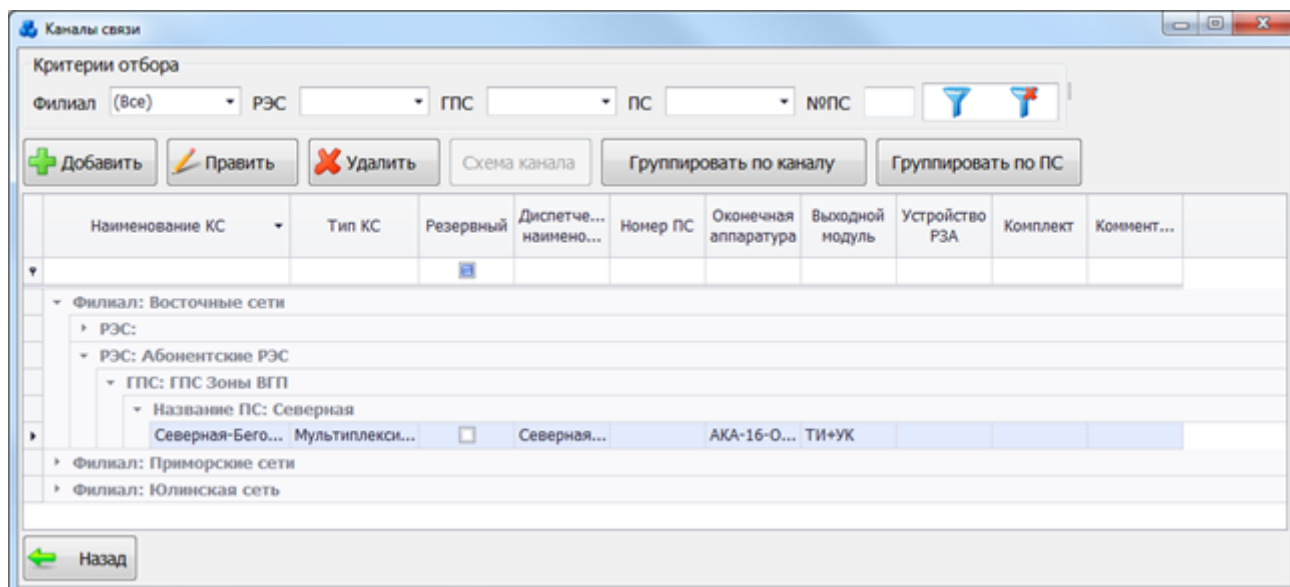 Каналы связи
Критерии отбора
Филиал (Все) РЭС ГПС ПС №ПС
Добавить Править Удалить Схема канала Группировать по каналу Группировать по ПС
Наименование КС Тип КС Резервный Диспетче... наимено... Номер ПС Оконечная аппаратура Выходной модуль Устройство РЗА Комплект Коммент...
Филиал: Восточные сети
РЭС:
РЭС: Абонентские РЭС
ГПС: ГПС Зоны ВГП
Название ПС: Северная
Северная-Бего... Мультиплекси... Северная... АКА-16-О... ТИ+УК
Филиал: Приморские сети
Филиал: Юлинская сеть
Назад